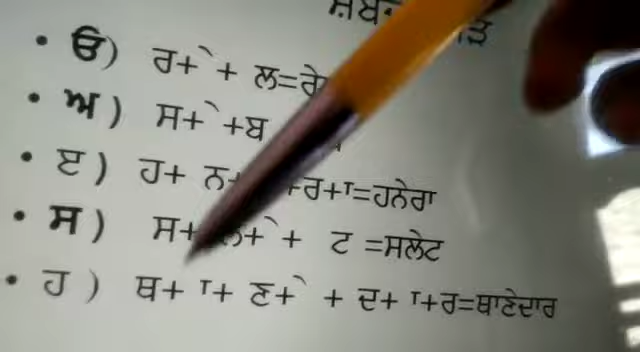 ੳ) ਰ+ੇ+ ਲ=ਰੇ
ਅ) ਸ+ੇ+ਬ
ੲ) ਹ+ ਨ+ +ਰ+ਾ=ਹਨੇਰਾ
ਸ) ਸ+ਲ+ੇ+ ਟ =ਸਲੇਟ
ਹ) ਥ+ ਾ+ ਣ+ੇ + ਦ+ ਾ+ਰ=ਥਾਣੇਦਾਰ